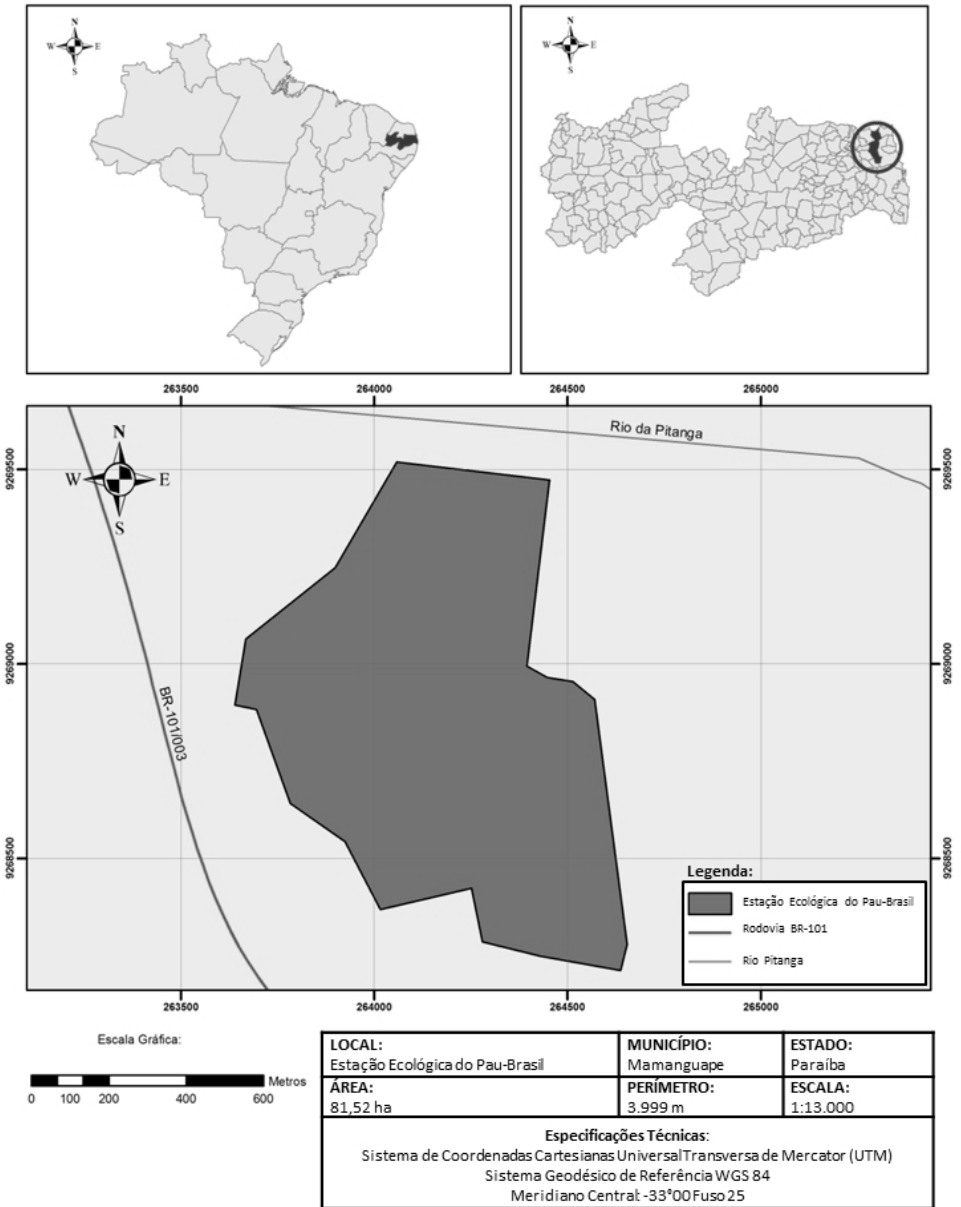 N
W E
S
N
W E
S
263500 264000 264500 265000
Rio da Pitanga
N
W E
S
9269500 9269500
9269000 9269000
BR-101/003
9268500 9268500
Legenda:
Estação Ecológica do Pau-Brasil
Rodovia BR-101
Rio Pitanga
263500 264000 264500 265000
Escala Gráfica:
Metros
0 100 200 400 600
LOCAL:
Estação Ecológica do Pau-Brasil
MUNICÍPIO:
Mamanguape
ESTADO:
Paraíba
ÁREA:
81,52 ha
PERÍMETRO:
3.999 m
ESCALA:
1:13.000
Especificações Técnicas:
Sistema de Coordenadas Cartesianas Universal Transversa de Mercator (UTM)
Sistema Geodésico de Referência WGS 84
Meridiano Central: -33°00 Fuso 25